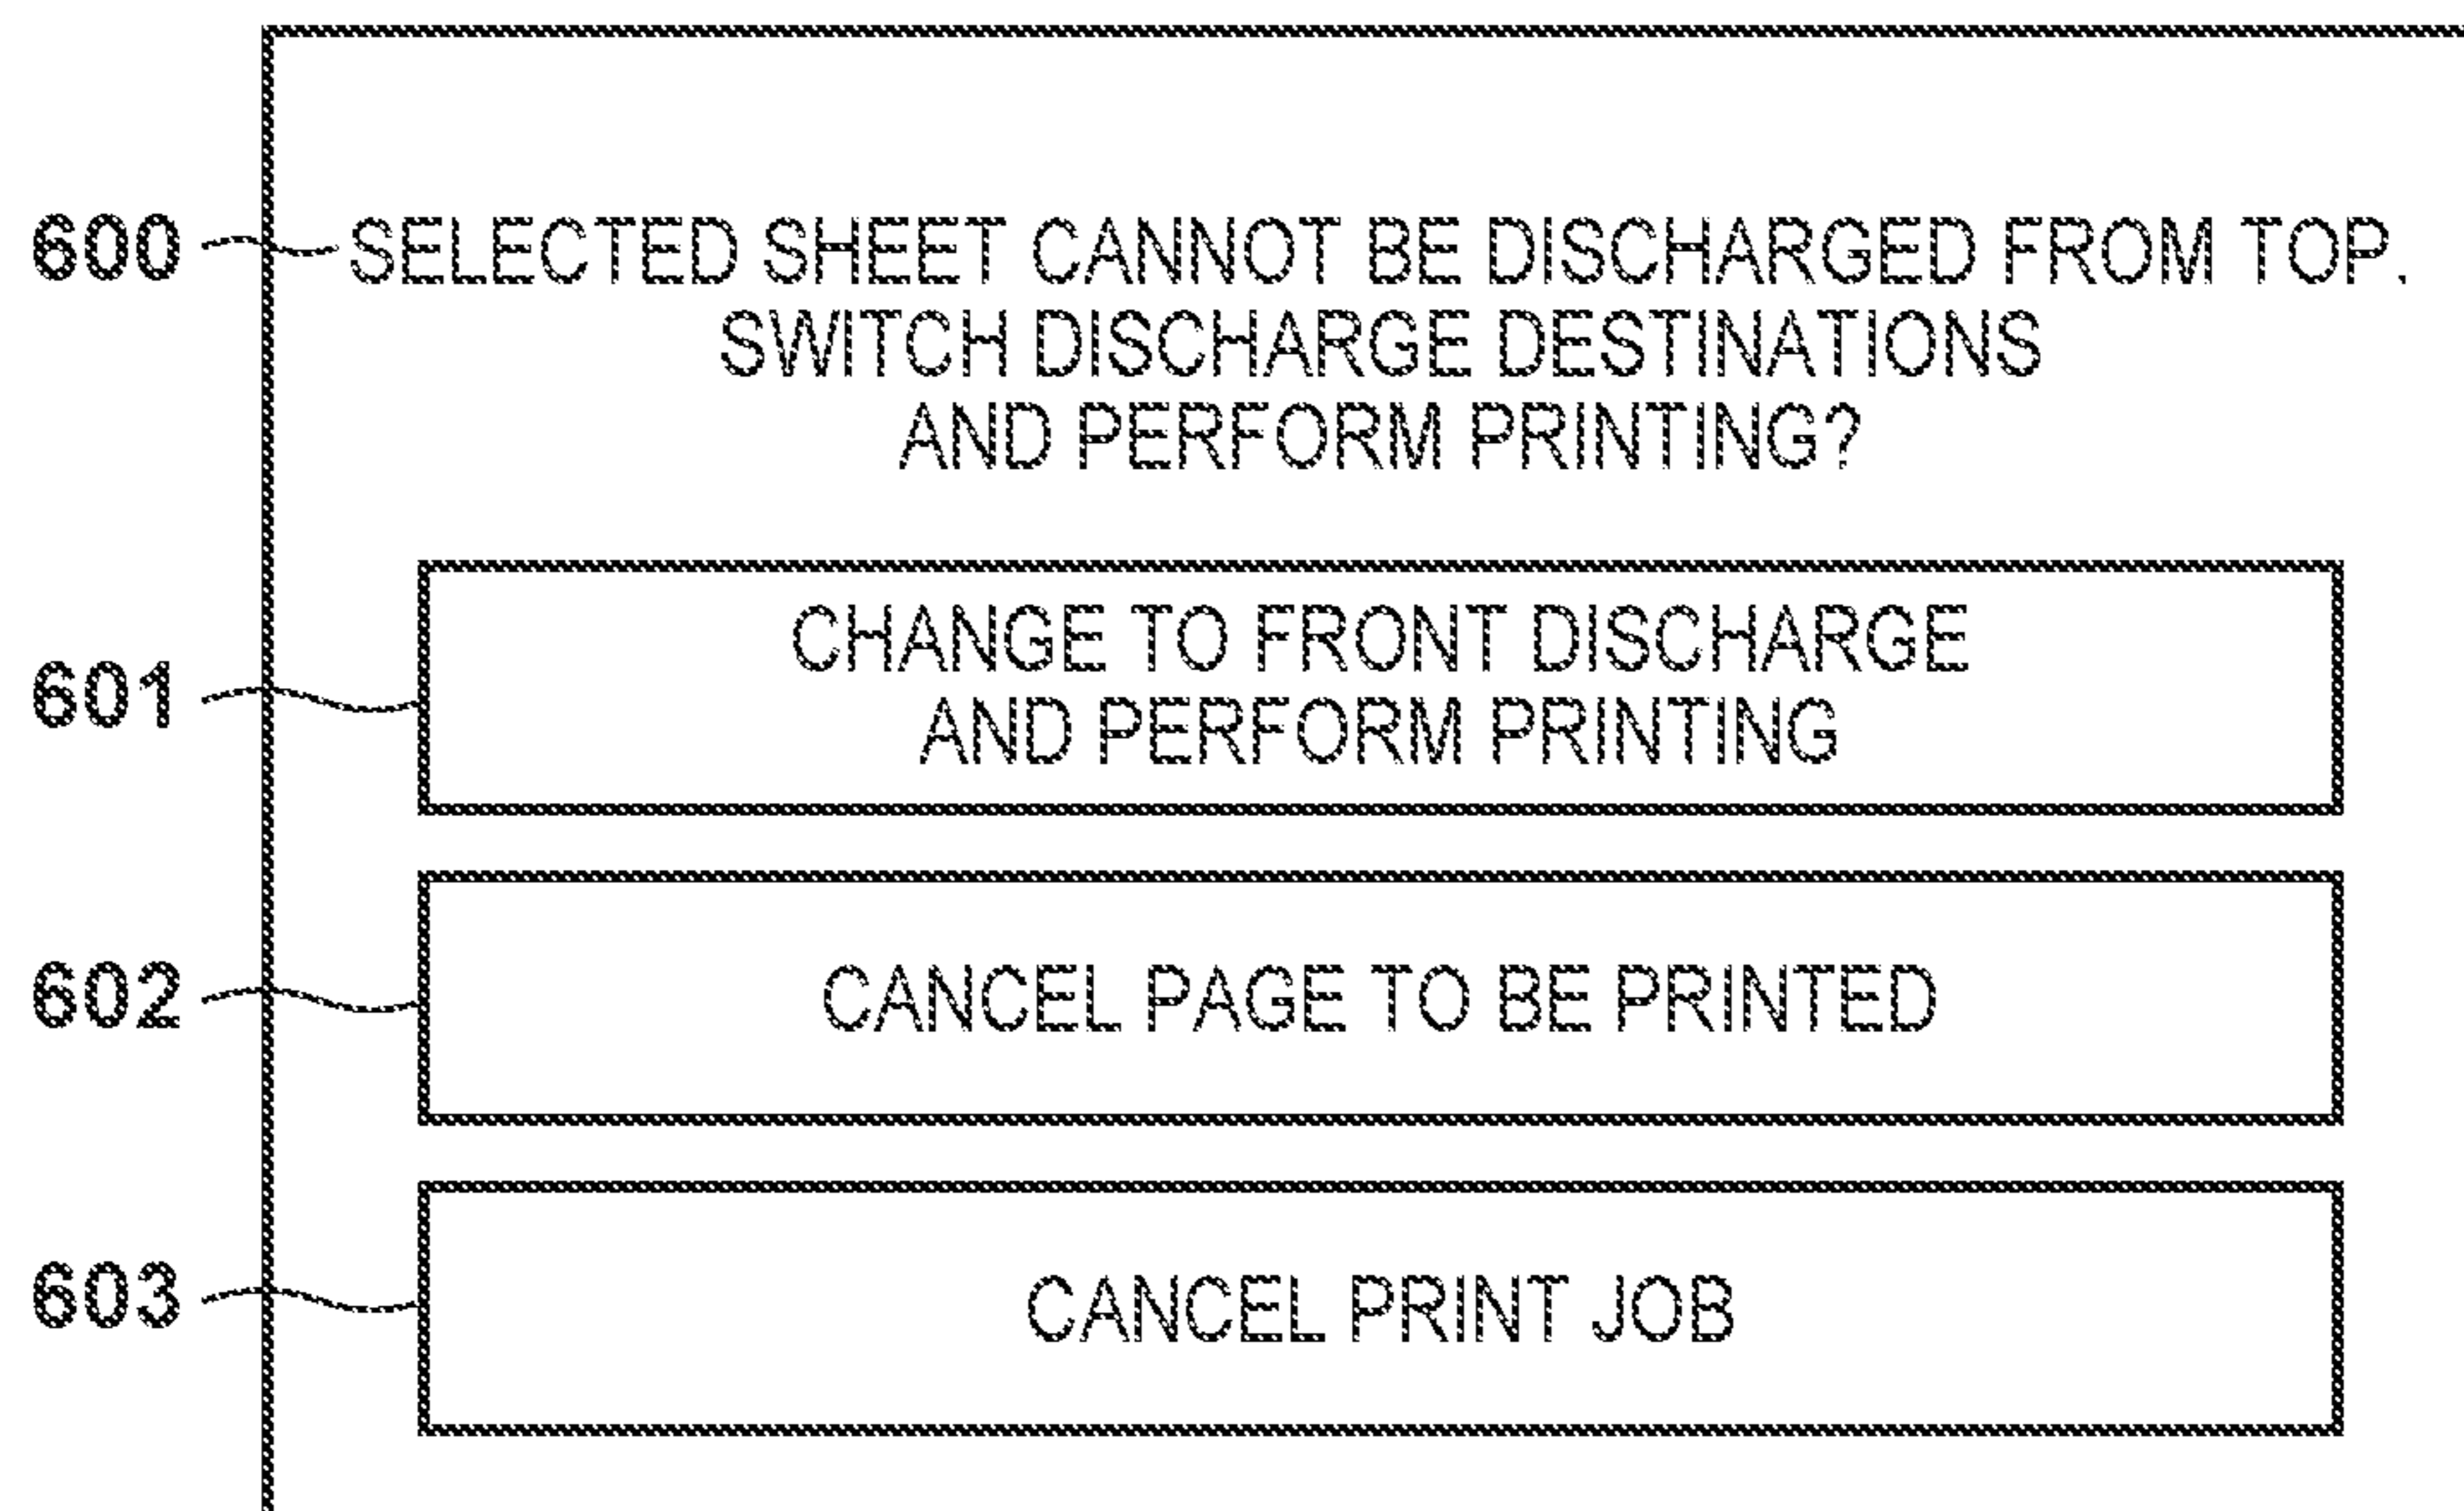 600 SELECTED SHEET CANNOT BE DISCHARGED FROM TOP.
SWITCH DISCHARGE DESTINATIONS
AND PERFORM PRINTING?
601 CHANGE TO FRONT DISCHARGE
AND PERFORM PRINTING
602 CANCEL PAGE TO BE PRINTED
603 CANCEL PRINT JOB